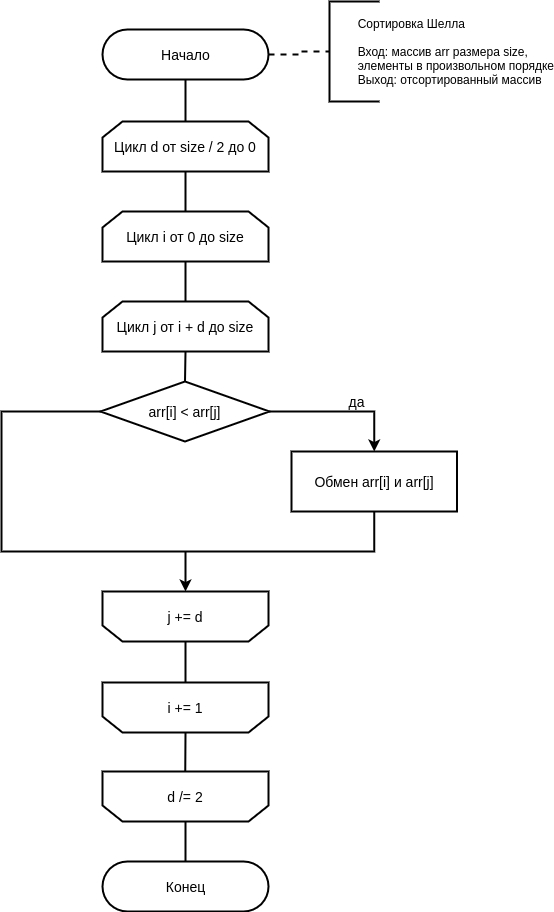 Начало
Сортировка Шелла
Вход: массив arr размера size,
элементы в произвольном порядке
Выход: отсортированный массив
Цикл d от size / 2 до 0
Цикл i от 0 до size
Цикл j от i + d до size
arr[i] < arr[j]
да
Обмен arr[i] и arr[j]
j += d
i += 1
d /= 2
Конец